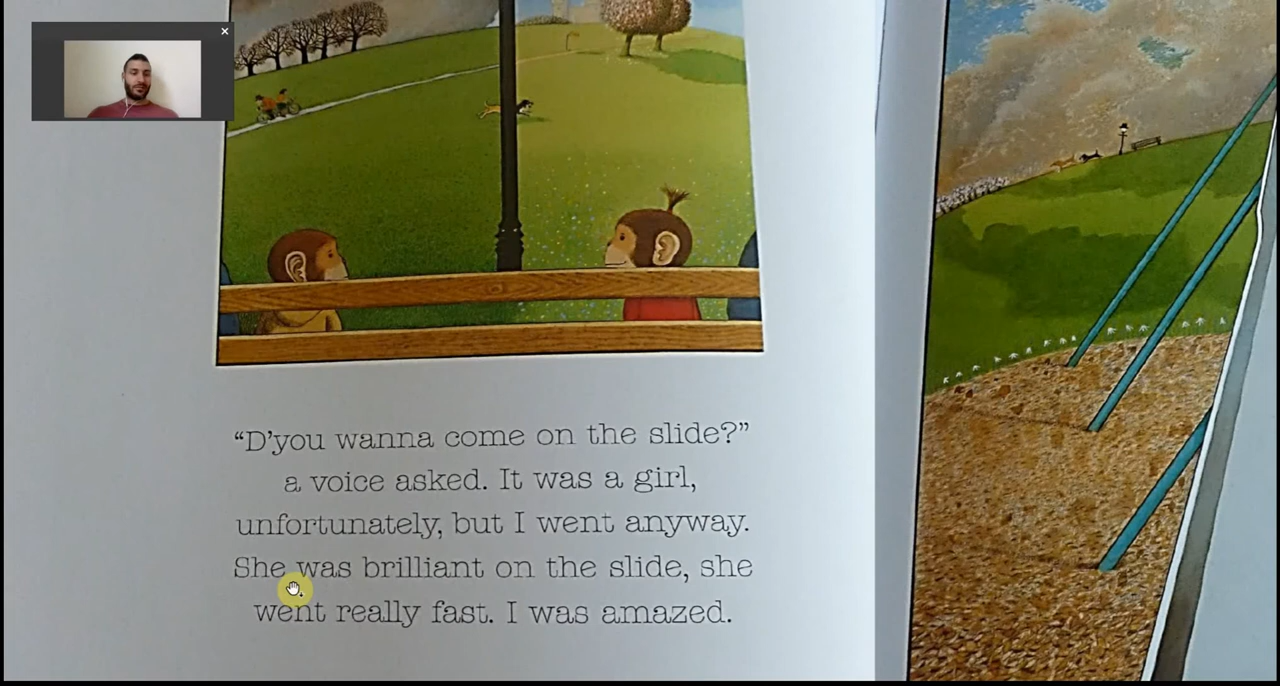 “D’you wanna come on the slide?”
a voice asked. It was a girl,
unfortunately, but I went anyway.
She was brilliant on the slide, she
went really fast. I was amazed.